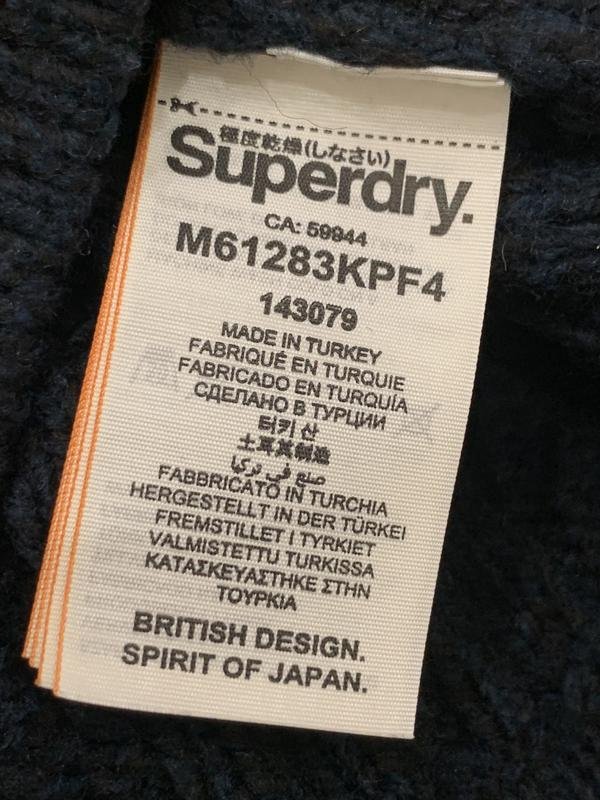 極度乾燥(しなさい)
Superdry.
CA: 59944
M61283KPF4
143079
MADE IN TURKEY
FABRIQUÉ EN TURQUIE
FABRICADO EN TURQUÍA
СДЕЛАНО В ТУРЦИИ
터키 산
土耳其制造
صنع في تركيا
FABBRICATO IN TURCHIA
HERGESTELLT IN DER TÜRKEI
FREMSTILLET I TYRKIET
VALMISTETTU TURKISSA
ΚΑΤΑΣΚΕΥΑΣΤΗΚΕ ΣΤΗΝ
ΤΟΥΡΚΙΑ
BRITISH DESIGN.
SPIRIT OF JAPAN.